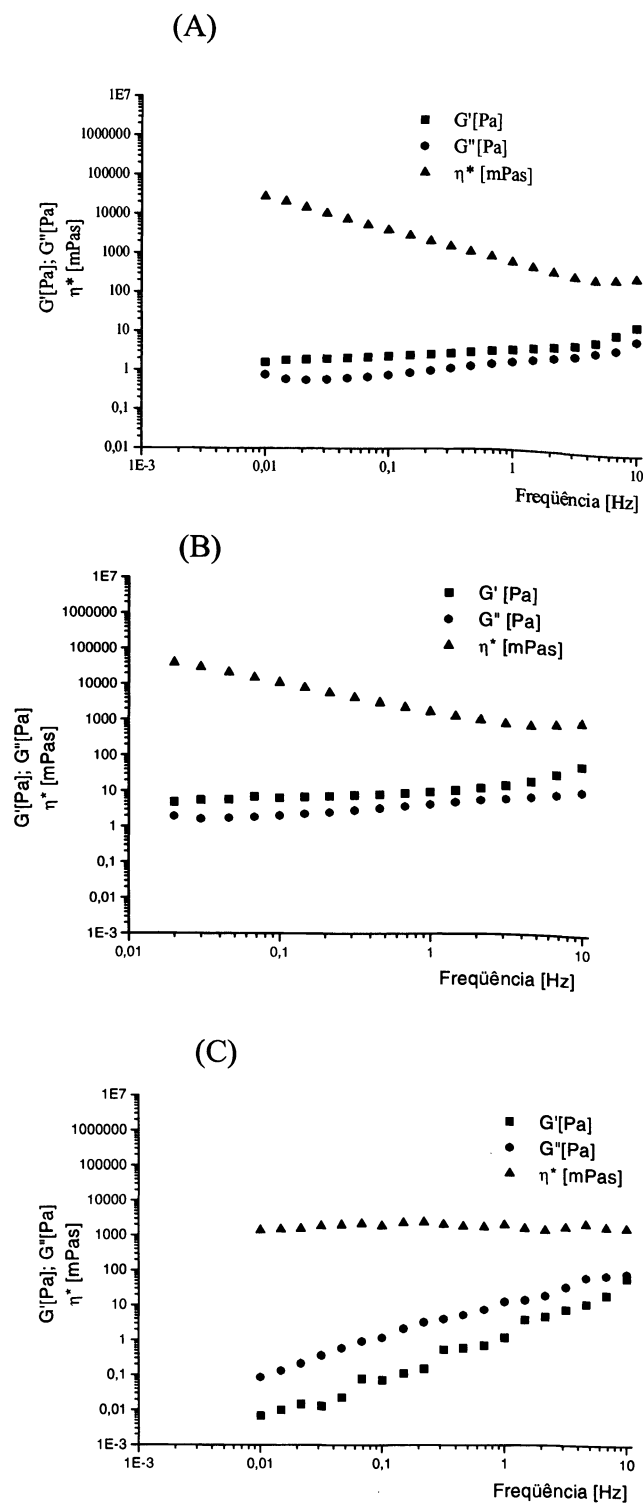 (A)
1E7
1000000
100000
10000
1000
100
10
1
0,1
0,01
G'[Pa]; G"[Pa]
η* [mPas]
G'[Pa]
G"[Pa]
η* [mPas]
1E-3
0,01
0,1
1
10
Freqüência [Hz]
(B)
1E7
1000000
100000
10000
1000
100
10
1
0,1
0,01
1E-3
G'[Pa]; G"[Pa]
η* [mPas]
G' [Pa]
G" [Pa]
η* [mPas]
0,01
0,1
1
10
Freqüência [Hz]
(C)
1E7
1000000
100000
10000
1000
100
10
1
0,1
0,01
1E-3
G'[Pa]; G"[Pa]
η* [mPas]
G'[Pa]
G"[Pa]
η* [mPas]
1E-3
0,01
0,1
1
10
Freqüência [Hz]